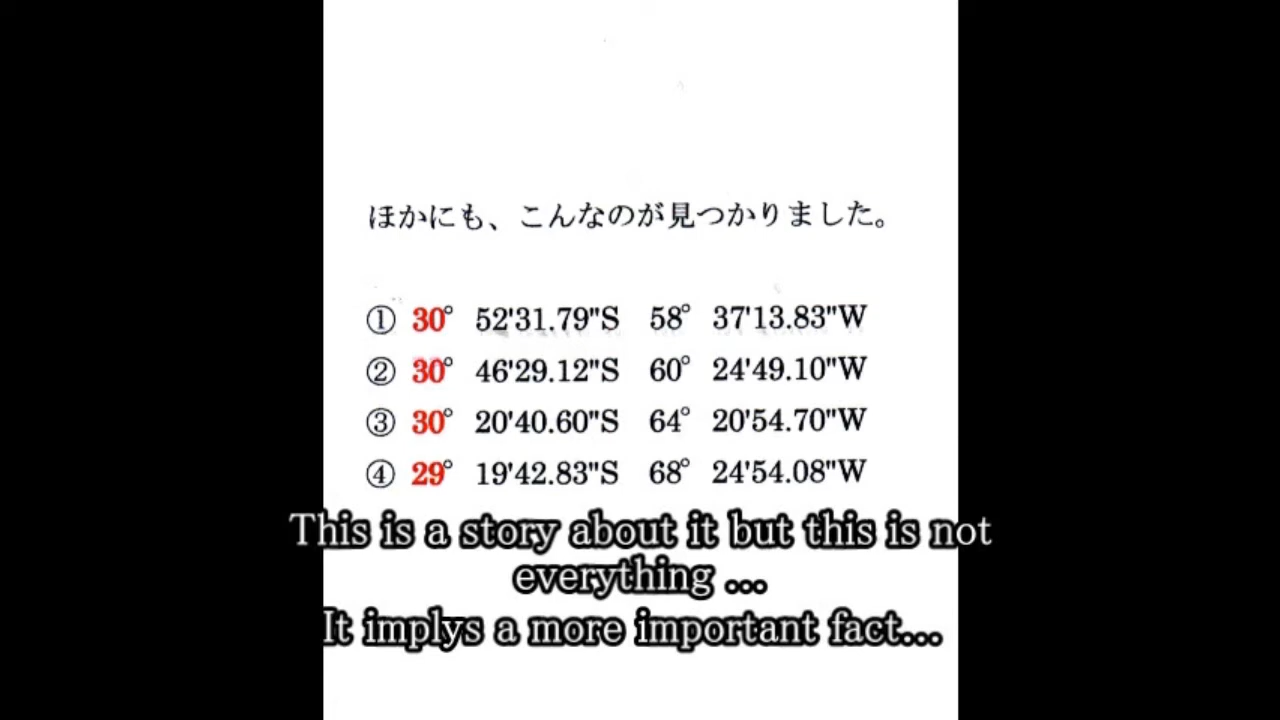 ほかにも、こんなのが見つかりました。
① 30° 52'31.79"S 58° 37'13.83"W
② 30° 46'29.12"S 60° 24'49.10"W
③ 30° 20'40.60"S 64° 20'54.70"W
④ 29° 19'42.83"S 68° 24'54.08"W
This is a story about it but this is not
everything ...
It implys a more important fact...